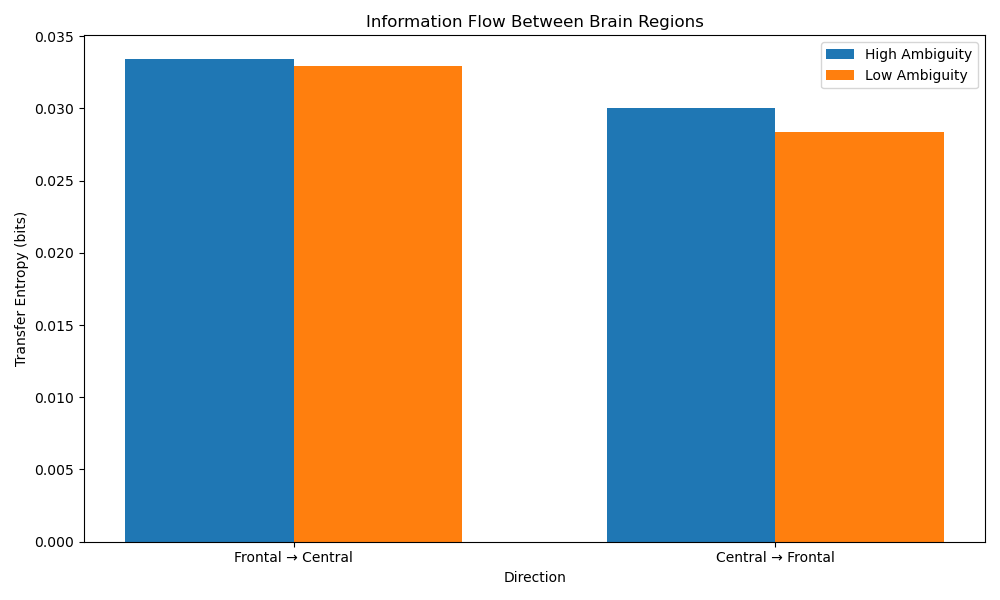 Information Flow Between Brain Regions
High Ambiguity
Low Ambiguity
Transfer Entropy (bits)
0.035
0.030
0.025
0.020
0.015
0.010
0.005
0.000
Frontal → Central
Central → Frontal
Direction